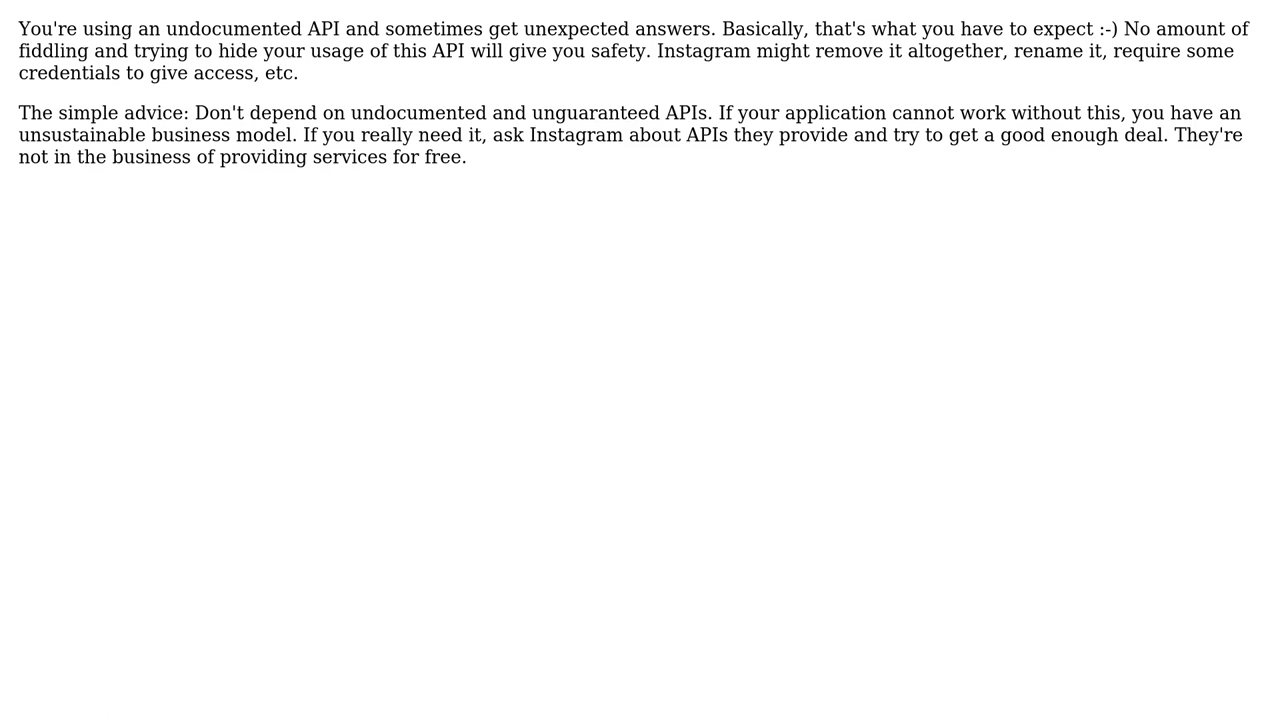 You're using an undocumented API and sometimes get unexpected answers. Basically, that's what you have to expect :-) No amount of
fiddling and trying to hide your usage of this API will give you safety. Instagram might remove it altogether, rename it, require some
credentials to give access, etc.
The simple advice: Don't depend on undocumented and unguaranteed APIs. If your application cannot work without this, you have an
unsustainable business model. If you really need it, ask Instagram about APIs they provide and try to get a good enough deal. They're
not in the business of providing services for free.